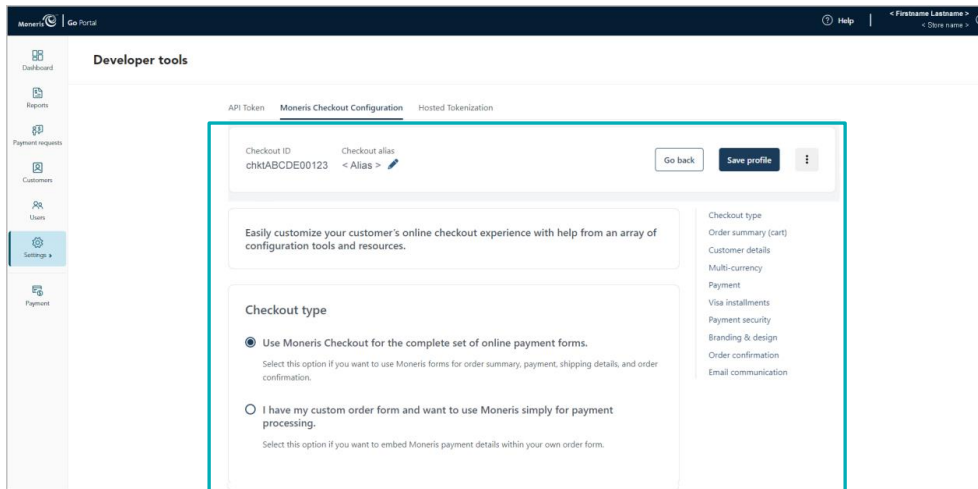 Moneris Go Portal
Help
< Firstname Lastname >
< Store name >
Dashboard
Reports
Payment requests
Customers
Users
Settings
Payment
Developer tools
API Token Moneris Checkout Configuration Hosted Tokenization
Checkout ID Checkout alias
chktABCDE00123 < Alias >
Go back Save profile
Easily customize your customer's online checkout experience with help from an array of
configuration tools and resources.
Checkout type
Use Moneris Checkout for the complete set of online payment forms.
Select this option if you want to use Moneris forms for order summary, payment, shipping details, and order
confirmation.
I have my custom order form and want to use Moneris simply for payment
processing.
Select this option if you want to embed Moneris payment details within your own order form.
Checkout type
Order summary (cart)
Customer details
Multi-currency
Payment
Visa installments
Payment security
Branding & design
Order confirmation
Email communication